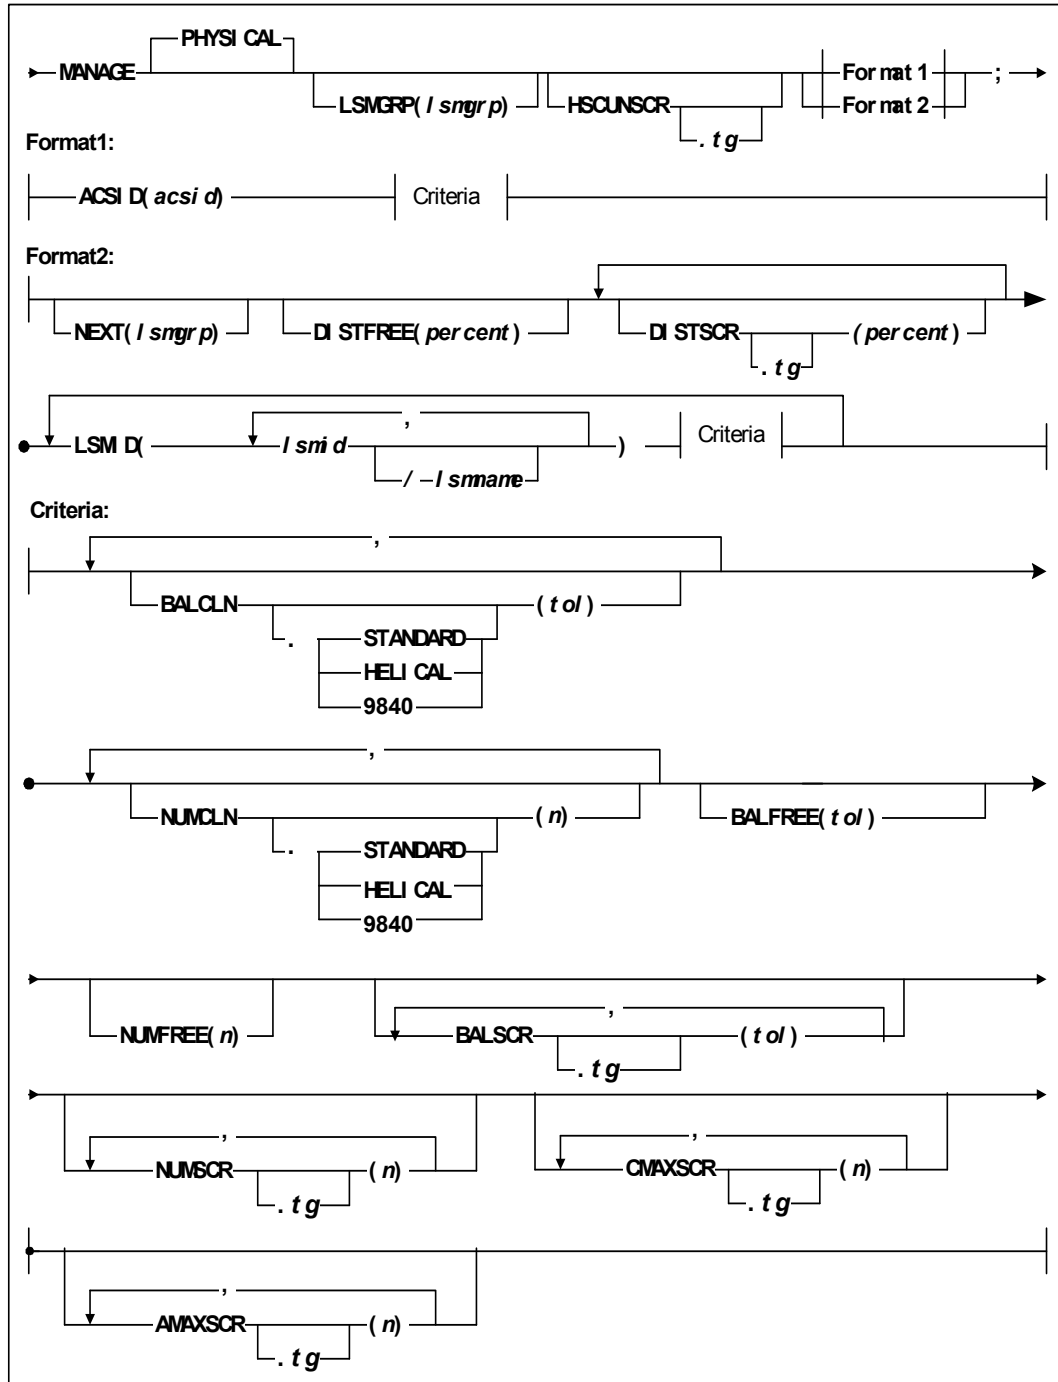 PHYSICAL
MANAGE LSMGRP(lsmgrp) HSCUNSCR .tg Format 1 ;
Format 2
Format1:
ACSID(acsid) Criteria
Format2:
NEXT(lsmgrp) DISTFREE(percent) DISTSCR .tg (percent)
,
LSMID( lsmid / lsmname ) Criteria
Criteria:
,
BALCLN . STANDARD (tol)
HELICAL
9840
,
NUMCLN . STANDARD (n) BALFREE(tol)
HELICAL
9840
,
NUMFREE(n) BALSCR .tg (tol)
, ,
NUMSCR .tg (n) CMAXSCR .tg (n)
,
AMAXSCR .tg (n)